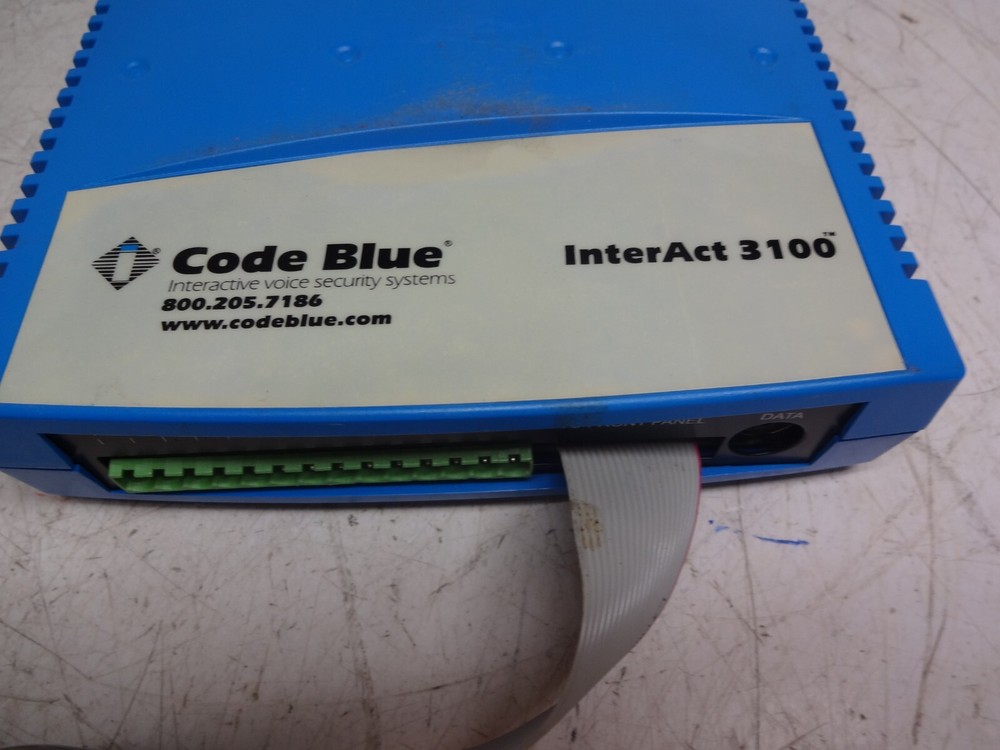 Code Blue®
Interactive voice security systems
800.205.7186
www.codeblue.com
InterAct 3100™
FRONT PANEL
DATA